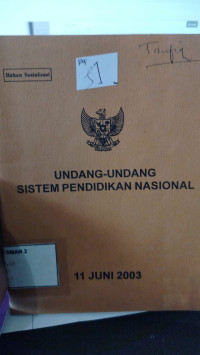 Bahan Sosialisasi
UNDANG-UNDANG
SISTEM PENDIDIKAN NASIONAL
11 JUNI 2003